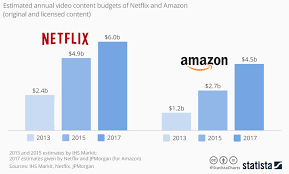 Estimated annual video content budgets of Netflix and Amazon
(original and licensed content)
NETFLIX
amazon
$2.4b
$4.9b
$6.0b
$1.2b
$2.7b
$4.5b
2013
2015
2017
2013
2015
2017
2013 and 2015 estimates by IHS Markit;
2017 estimates given by Netflix and JPMorgan (for Amazon)
Sources: IHS Markit, Netflix, JPMorgan
@StatistaCharts
statista